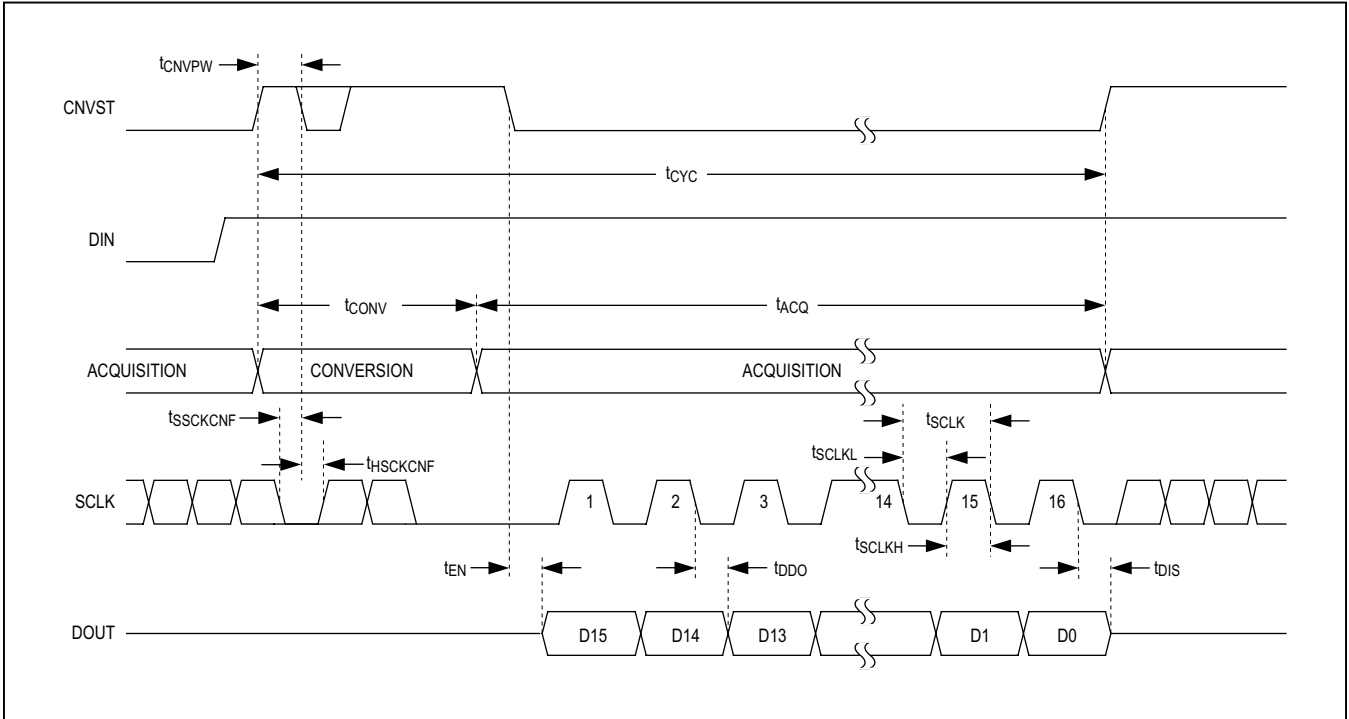 tCNVPW
CNVST
tCYC
DIN
tCONV
tACQ
ACQUISITION CONVERSION ACQUISITION
tSSCKCNF
tSCLK
tHSCKCNF
tSCLKL
SCLK 1 2 3 14 15 16
tSCLKH
tEN
tDDO
tDIS
DOUT D15 D14 D13 D1 D0